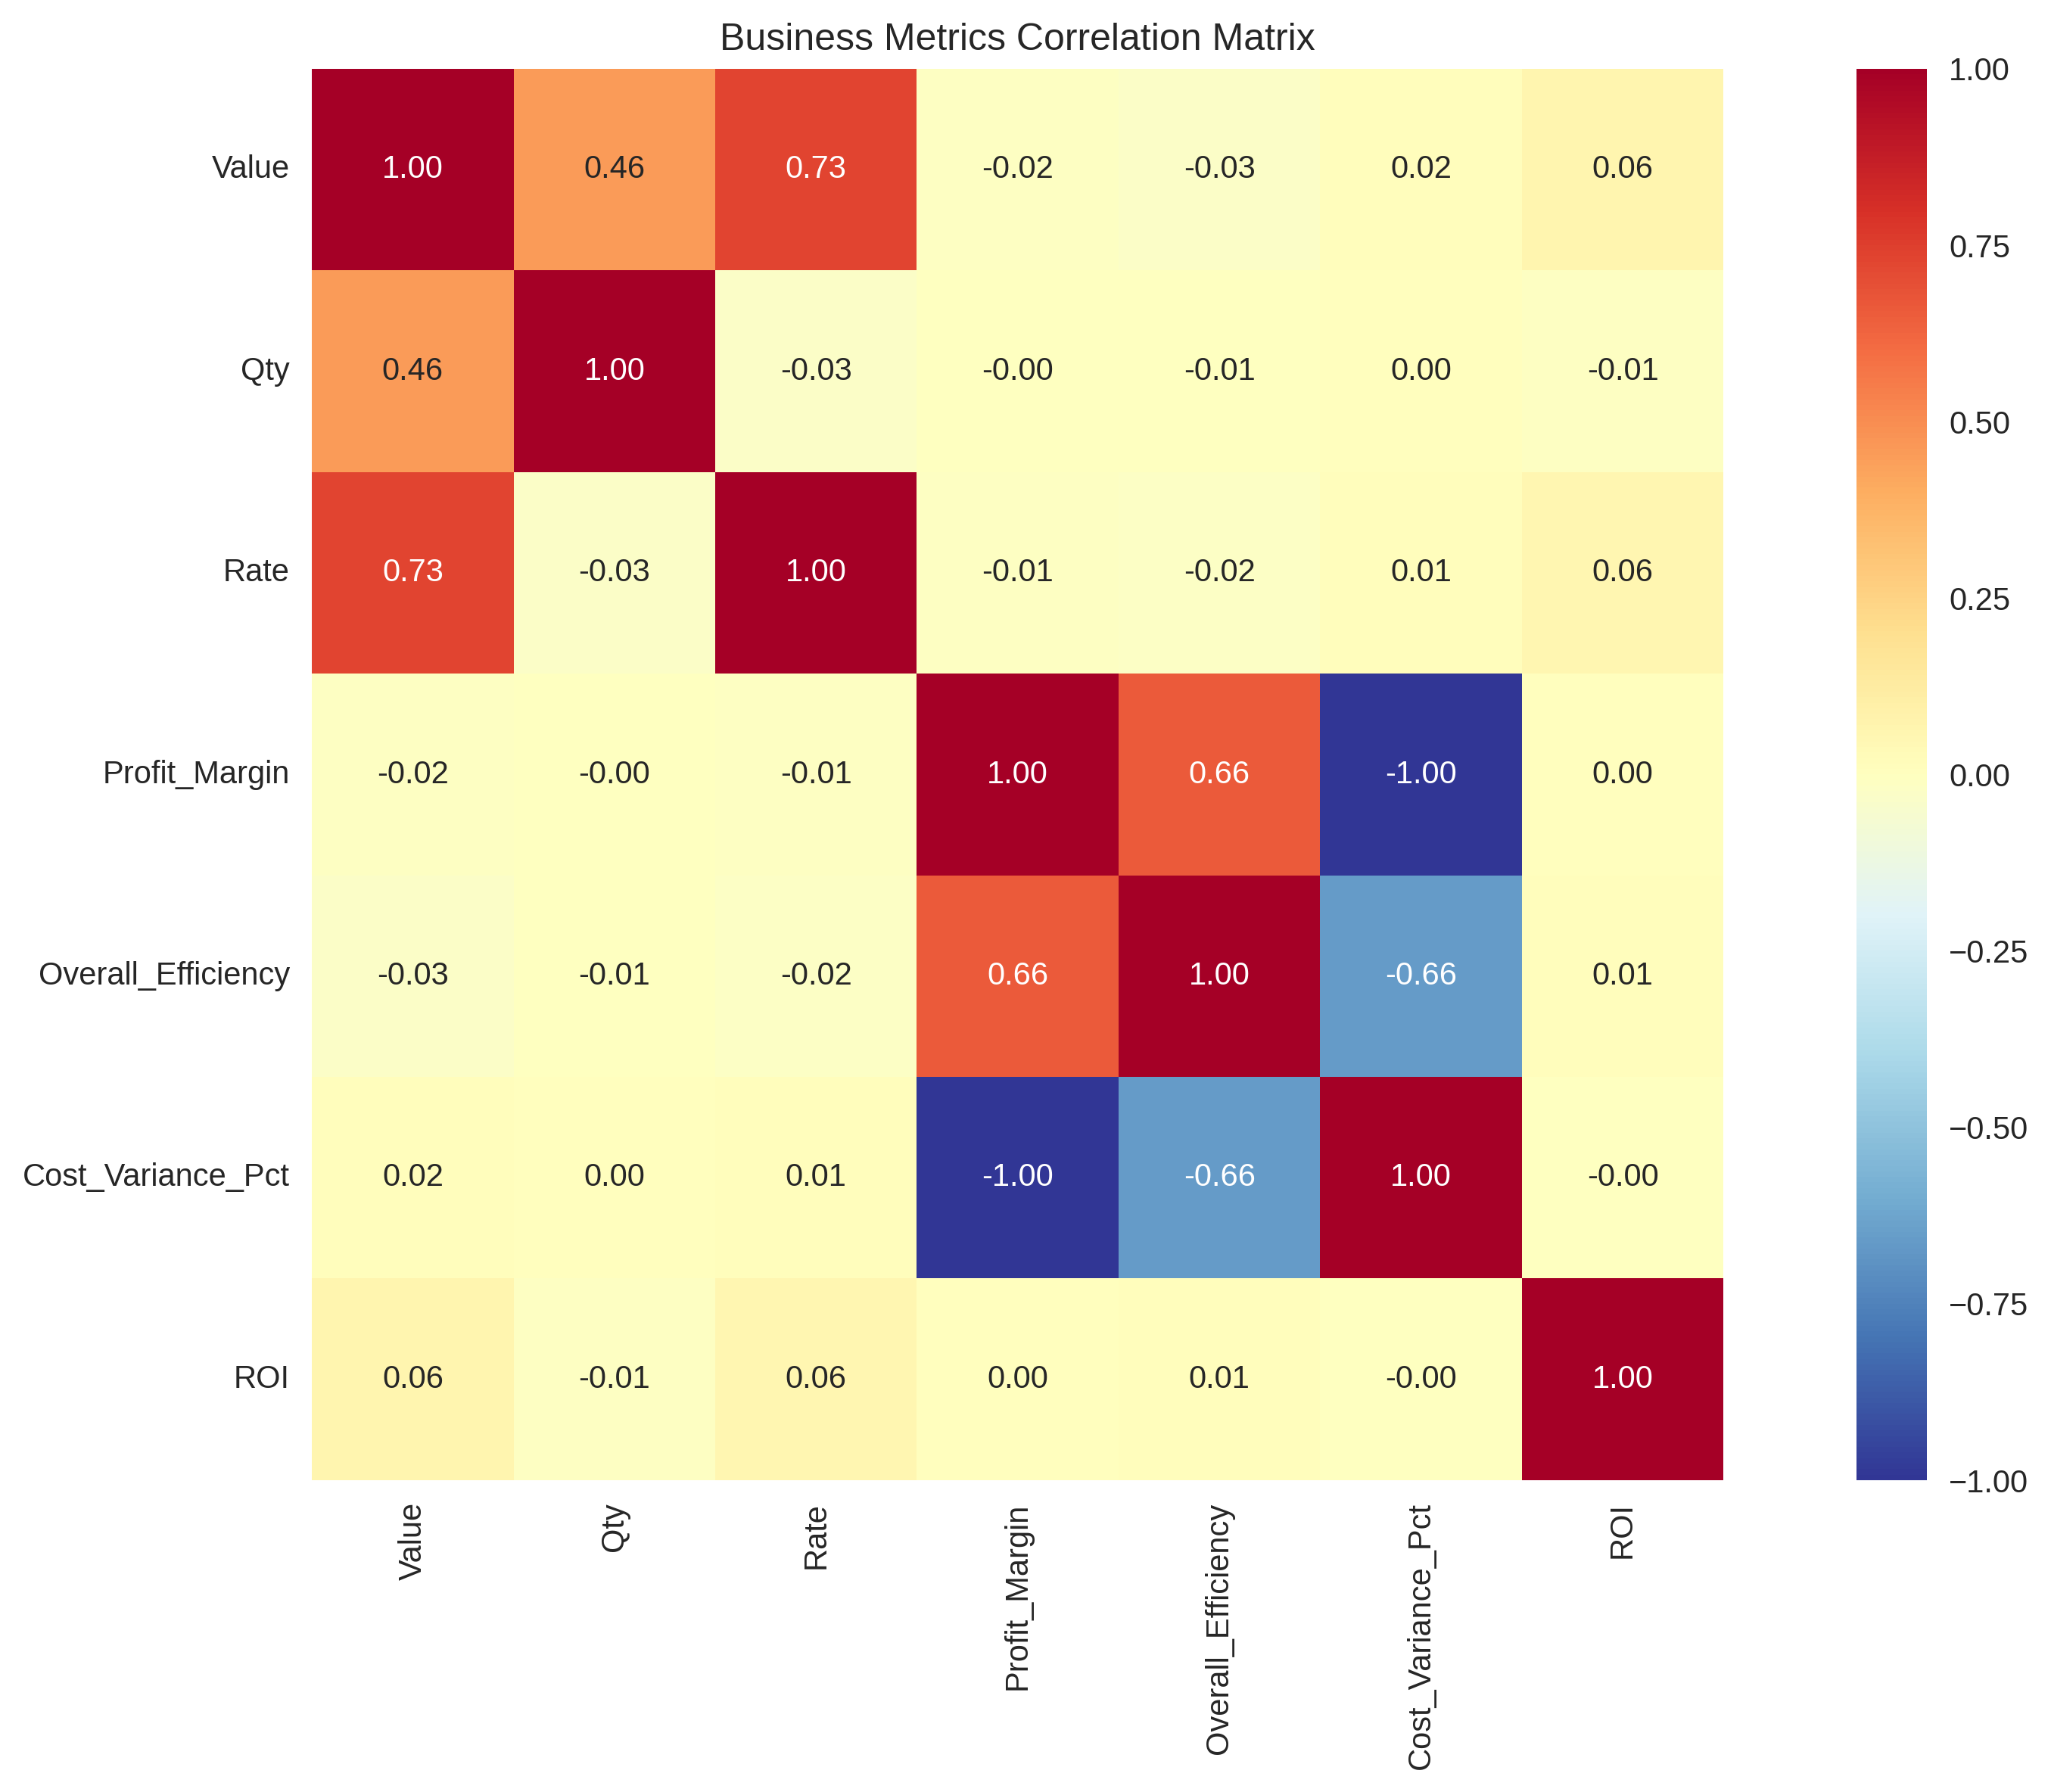 Business Metrics Correlation Matrix
Value 1.00 0.46 0.73 -0.02 -0.03 0.02 0.06
Qty 0.46 1.00 -0.03 -0.00 -0.01 0.00 -0.01
Rate 0.73 -0.03 1.00 -0.01 -0.02 0.01 0.06
Profit_Margin -0.02 -0.00 -0.01 1.00 0.66 -1.00 0.00
Overall_Efficiency -0.03 -0.01 -0.02 0.66 1.00 -0.66 0.01
Cost_Variance_Pct 0.02 0.00 0.01 -1.00 -0.66 1.00 -0.00
ROI 0.06 -0.01 0.06 0.00 0.01 -0.00 1.00
Value
Qty
Rate
Profit_Margin
Overall_Efficiency
Cost_Variance_Pct
ROI
1.00
0.75
0.50
0.25
0.00
−0.25
−0.50
−0.75
−1.00